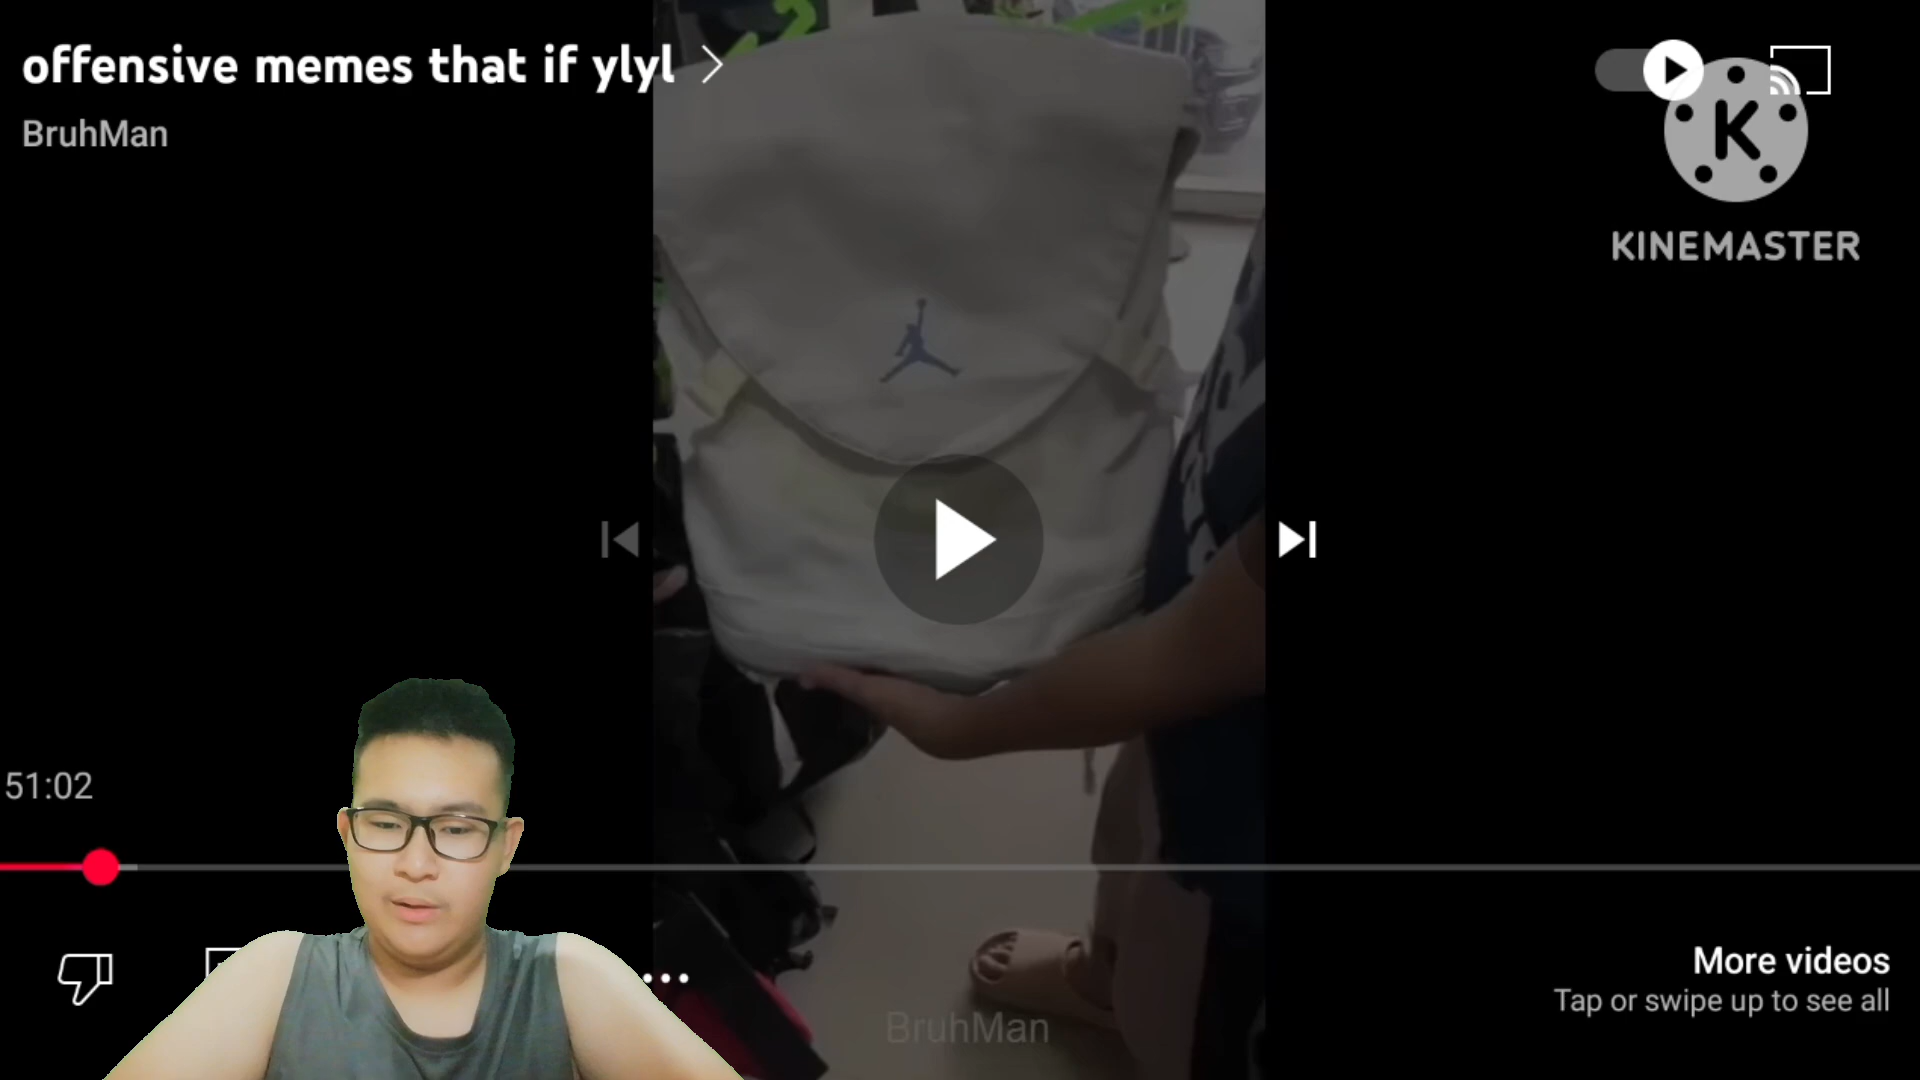 offensive memes that if ylyl
BruhMan
K
KINEMASTER
51:02
More videos
Tap or swipe up to see all
BruhMan